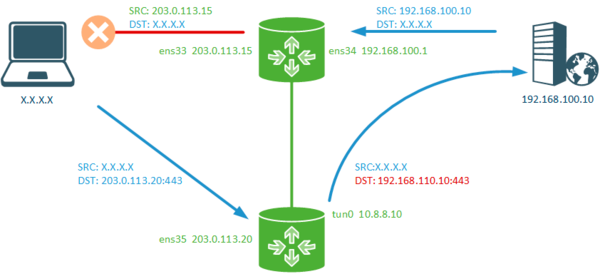 SRC: 203.0.113.15
DST: X.X.X.X
SRC: 192.168.100.10
DST: X.X.X.X
ens33 203.0.113.15
ens34 192.168.100.1
X.X.X.X
192.168.100.10
SRC: X.X.X.X
DST: 203.0.113.20:443
SRC:X.X.X.X
DST: 192.168.110.10:443
tun0 10.8.8.10
ens35 203.0.113.20